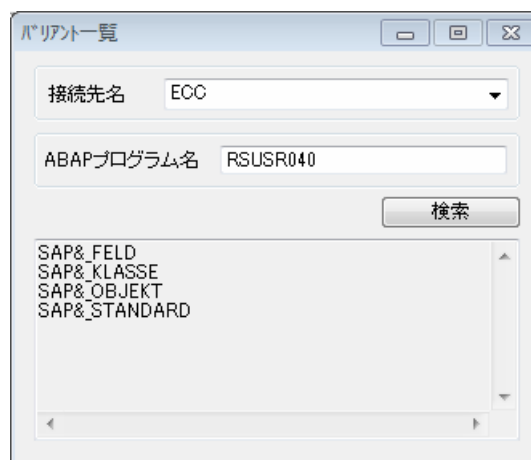 バリアント一覧
接続先名 ECC
ABAPプログラム名 RSUSR040
検索
SAP&_FELD
SAP&_KLASSE
SAP&_OBJEKT
SAP&_STANDARD